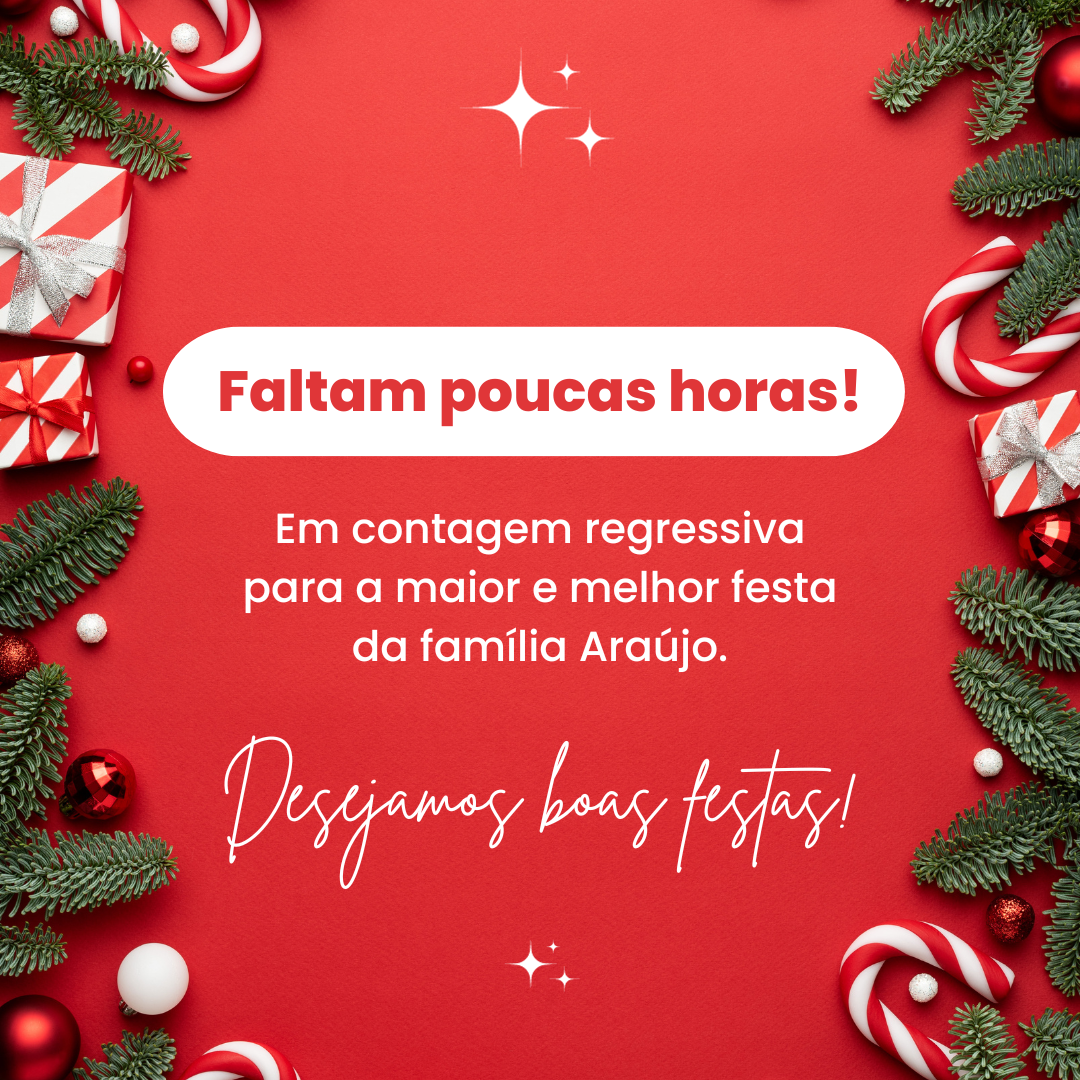 Faltam poucas horas!
Em contagem regressiva
para a maior e melhor festa
da família Araújo.
Desejamos boas festas!